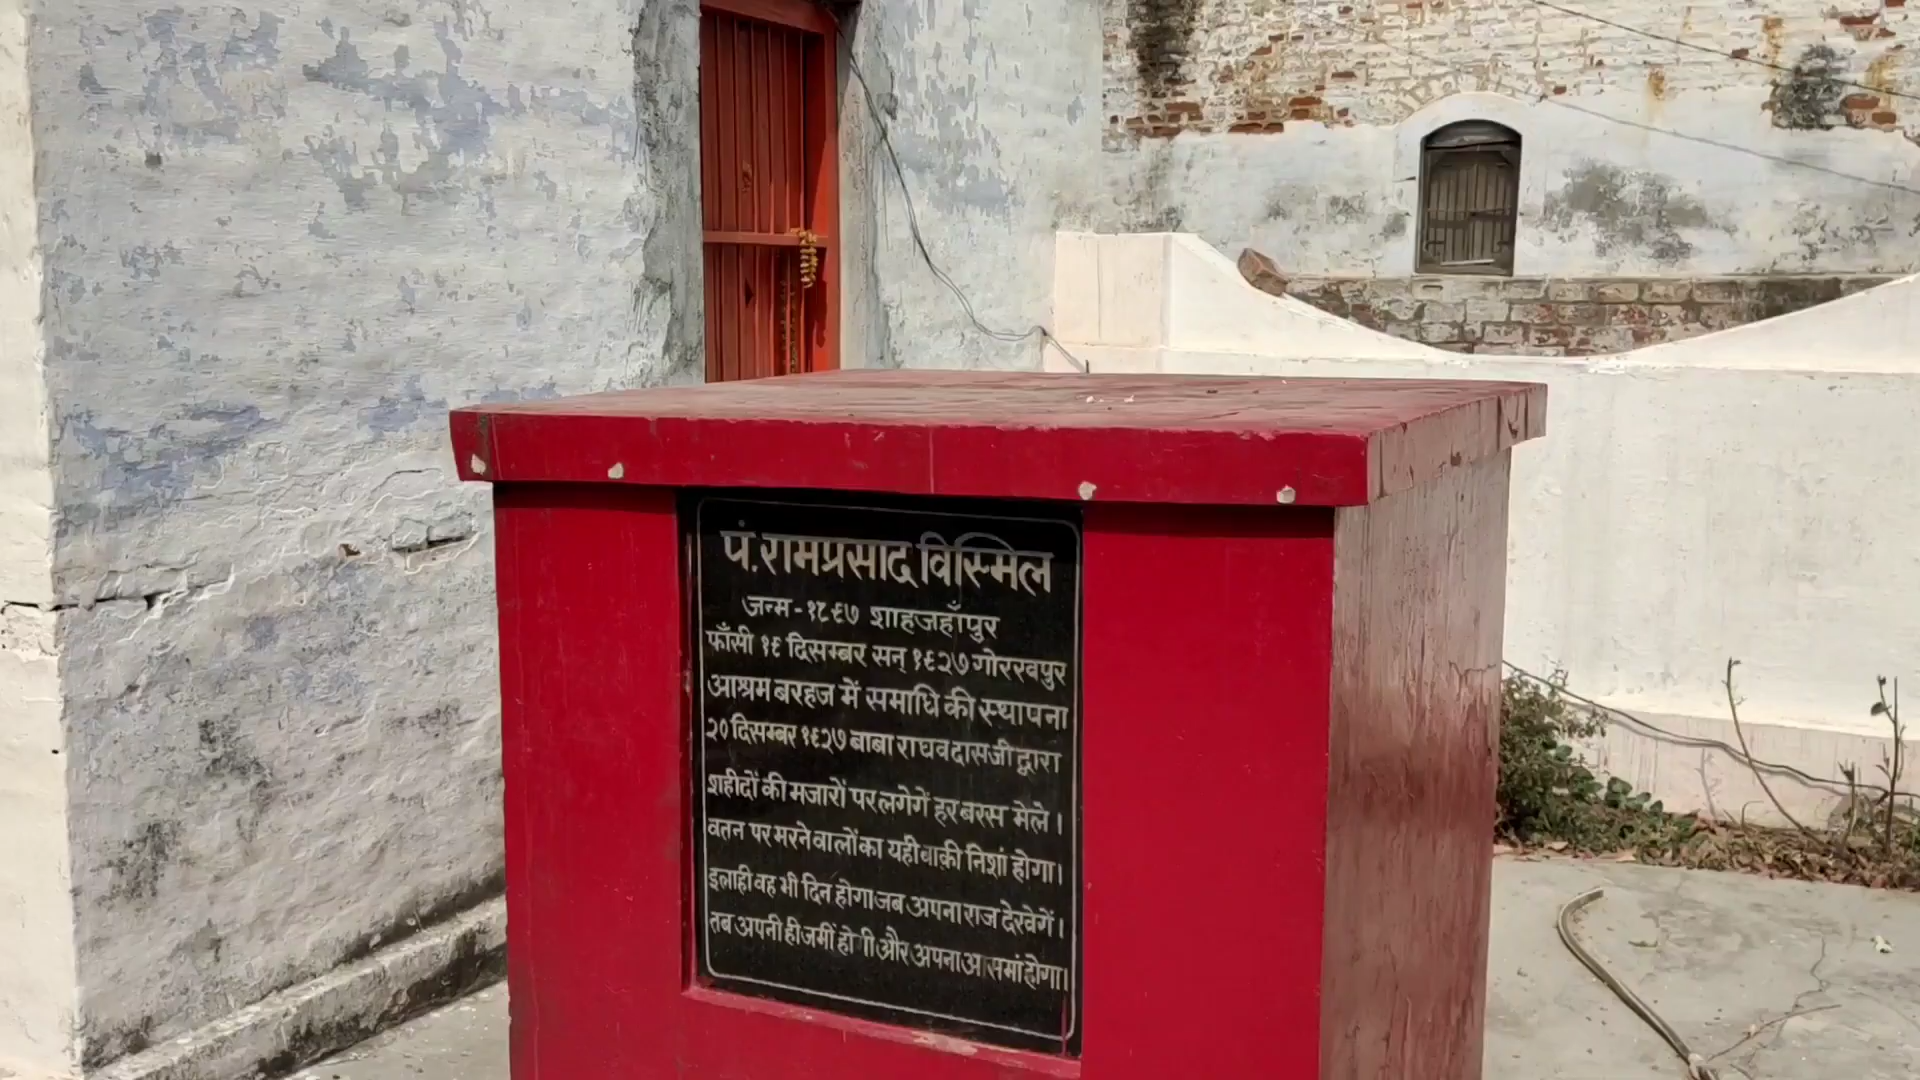 पं. रामप्रसाद विस्मिल
जन्म - १८९७ शाहजहाँपुर
फाँसी १९ दिसम्बर सन् १९२७ गोरखपुर
आश्रम बरहज में समाधि की स्थापना
२० दिसम्बर १९२७ बाबा राघवदासजी द्वारा
शहीदों की मजारों पर लगेगें हर बरस मेले।
वतन पर मरने वालों का यही बाक़ी निशां होगा।
इलाही वह भी दिन होगा जब अपना राज देखेगें।
तब अपनी ही जमीं होगी और अपना आसमां होगा।